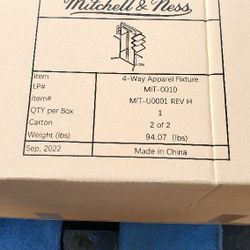 Mitchell & Ness
Item 4-Way Apparel Fixture
LP# MIT-0010
Item# MIT-U0001 REV H
QTY per Box 1
Carton 2 of 2
Weight (lbs) 94.07 (lbs)
Sep, 2022 Made in China